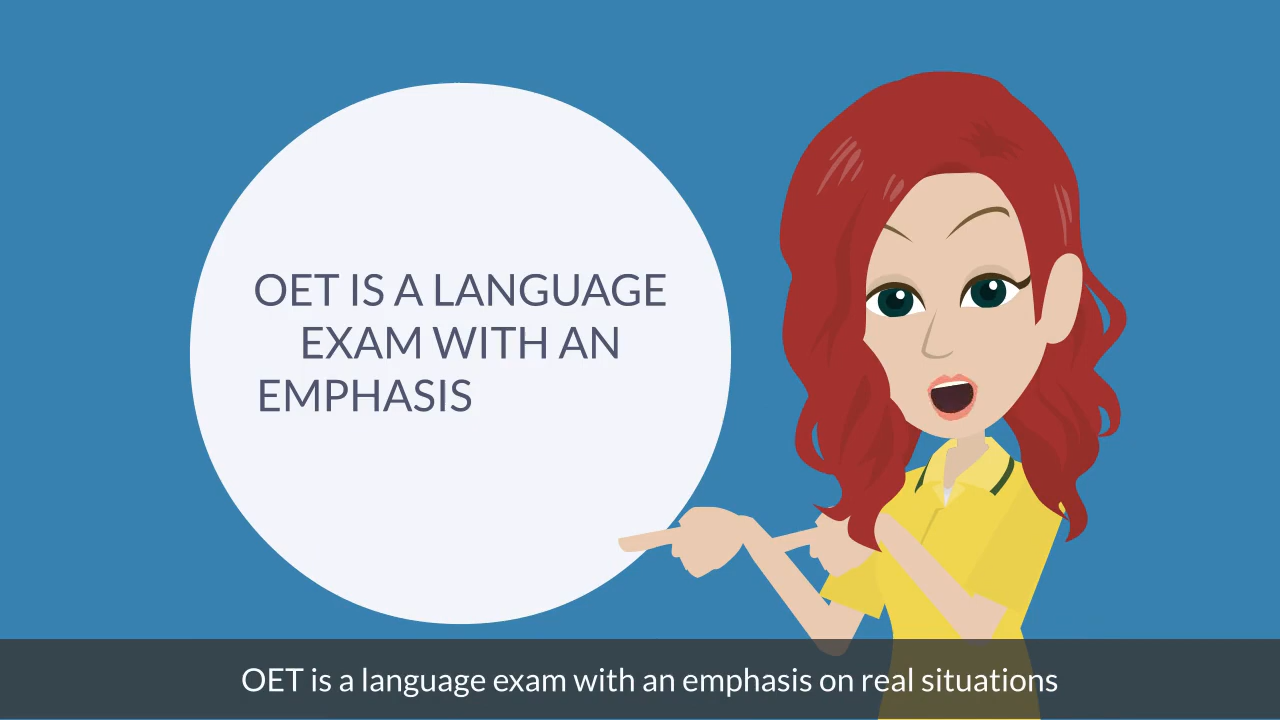 OET IS A LANGUAGE
EXAM WITH AN
EMPHASIS
OET is a language exam with an emphasis on real situations